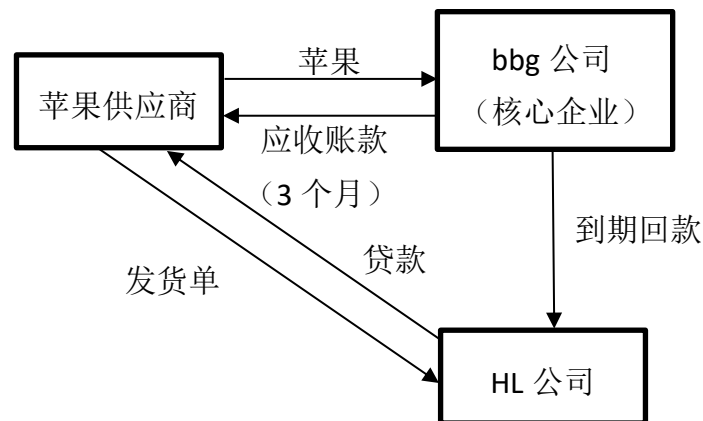 苹果
bbg 公司
（核心企业）
苹果供应商
应收账款
（3 个月）
到期回款
贷款
发货单
HL 公司